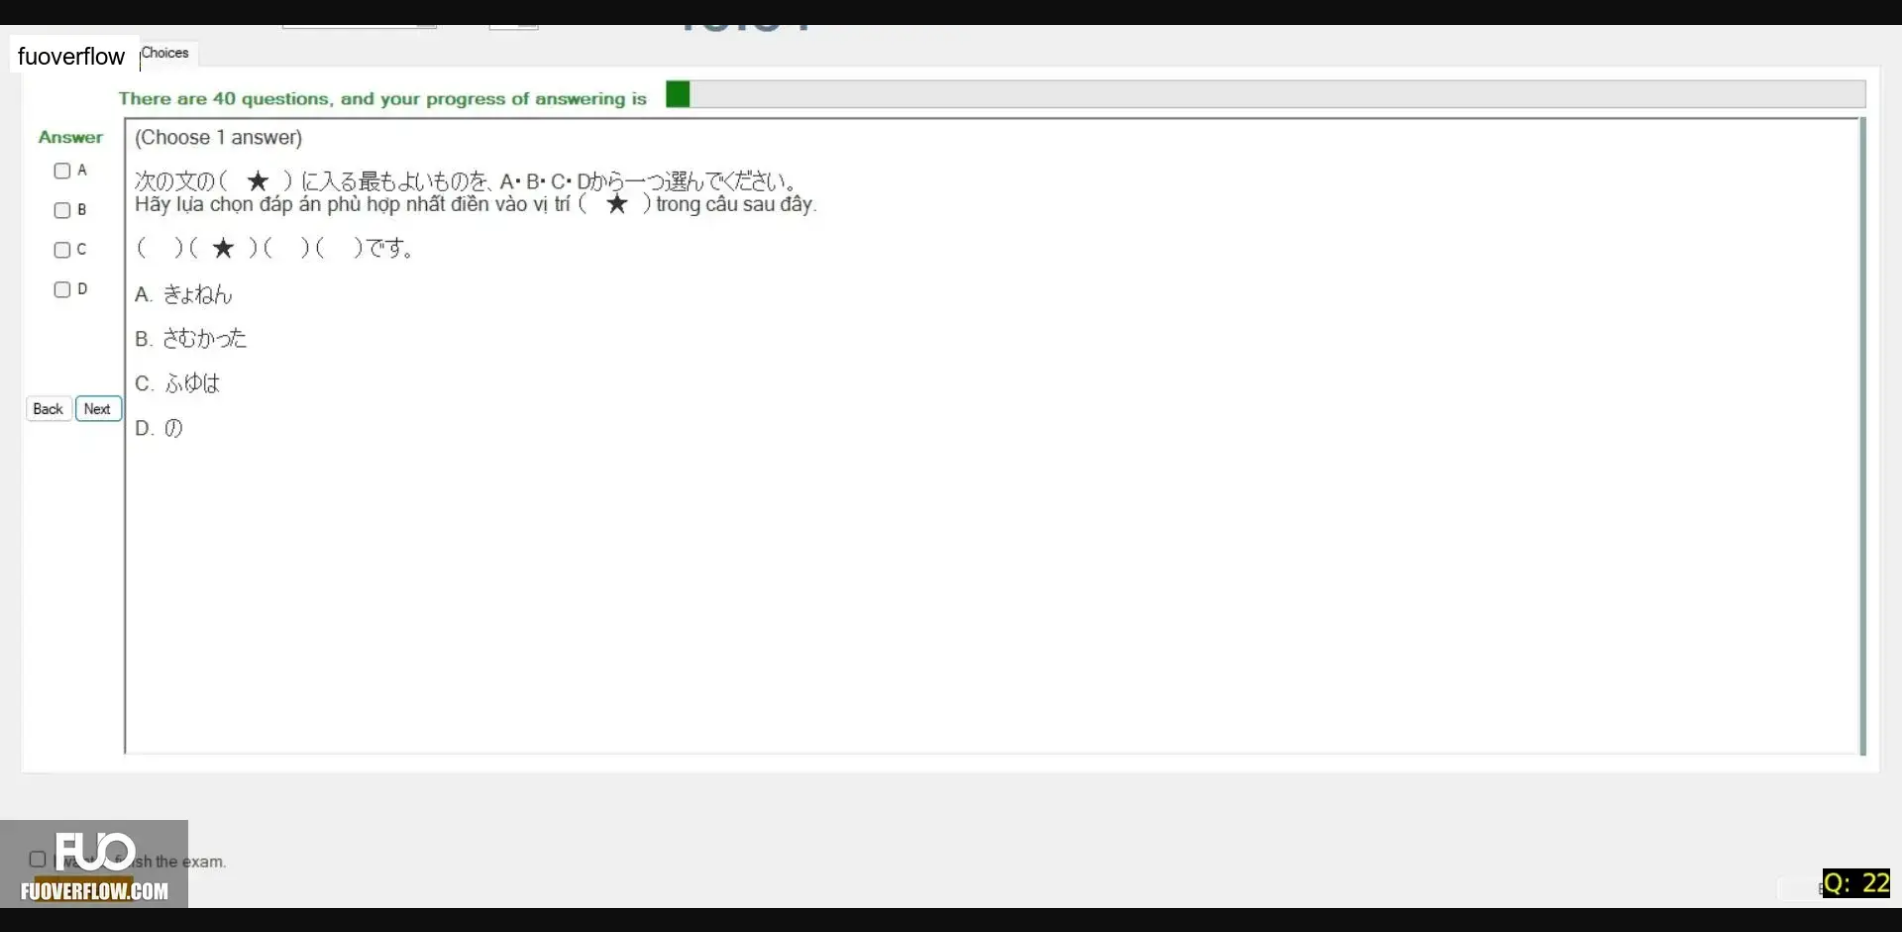 fuoverflow
Choices
There are 40 questions, and your progress of answering is
Answer
(Choose 1 answer)
A
次の文の( ★ )に入る最もよいものを、A・B・C・Dから一つ選んでください。
B
Hãy lựa chọn đáp án phù hợp nhất điền vào vị trí ( ★ ) trong câu sau đây.
C
( )( ★ )( )( )です。
D
A. きょねん
B. さむかった
C. ふゆは
Back
Next
D. の
FUO
the exam.
FUOVERFLOW.COM
Q: 22